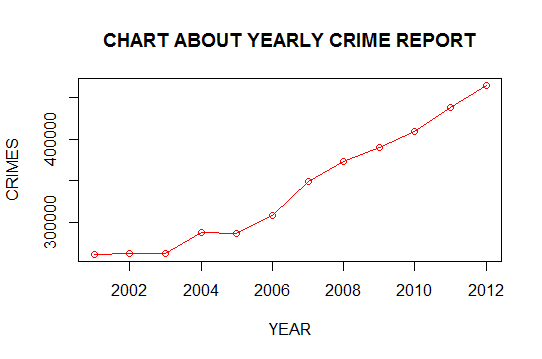 CHART ABOUT YEARLY CRIME REPORT
CRIMES
400000
300000
2002 2004 2006 2008 2010 2012
YEAR